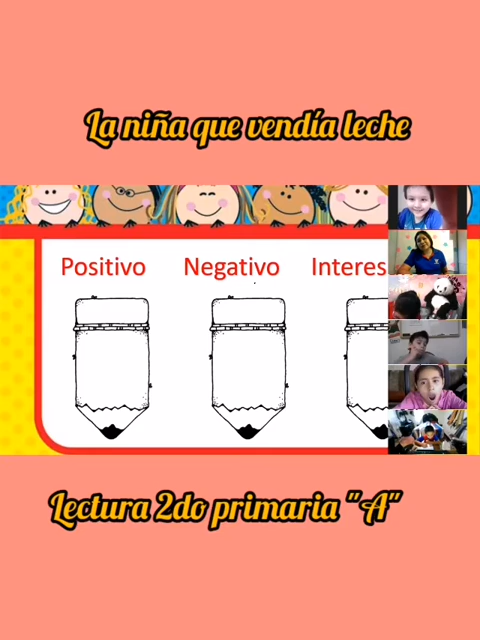 La niña que vendía leche
Positivo Negativo Interes
Lectura 2do primaria "A"